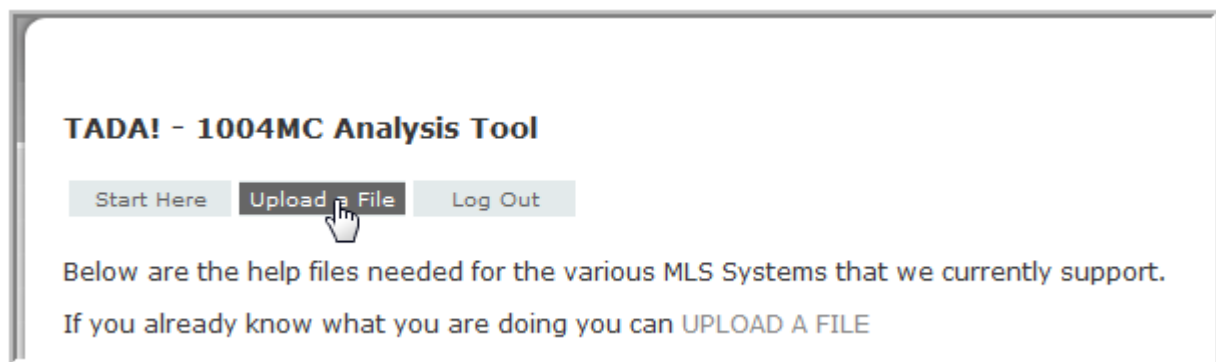 TADA! - 1004MC Analysis Tool
Start Here Upload a File Log Out
Below are the help files needed for the various MLS Systems that we currently support.
If you already know what you are doing you can UPLOAD A FILE